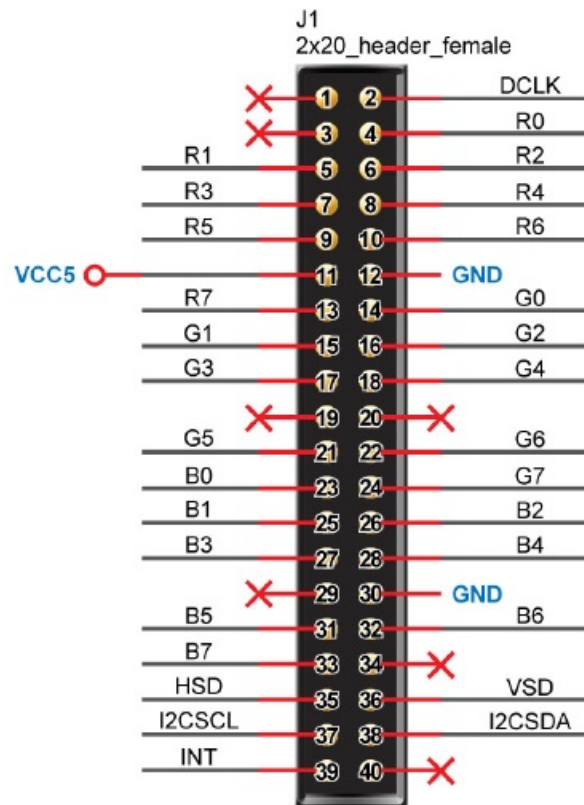 J1
2x20_header_female
1 2 DCLK
3 4 R0
R1 5 6 R2
R3 7 8 R4
R5 9 10 R6
VCC5 11 12 GND
R7 13 14 G0
G1 15 16 G2
G3 17 18 G4
19 20
G5 21 22 G6
B0 23 24 G7
B1 25 26 B2
B3 27 28 B4
29 30 GND
B5 31 32 B6
B7 33 34
HSD 35 36 VSD
I2CSCL 37 38 I2CSDA
INT 39 40